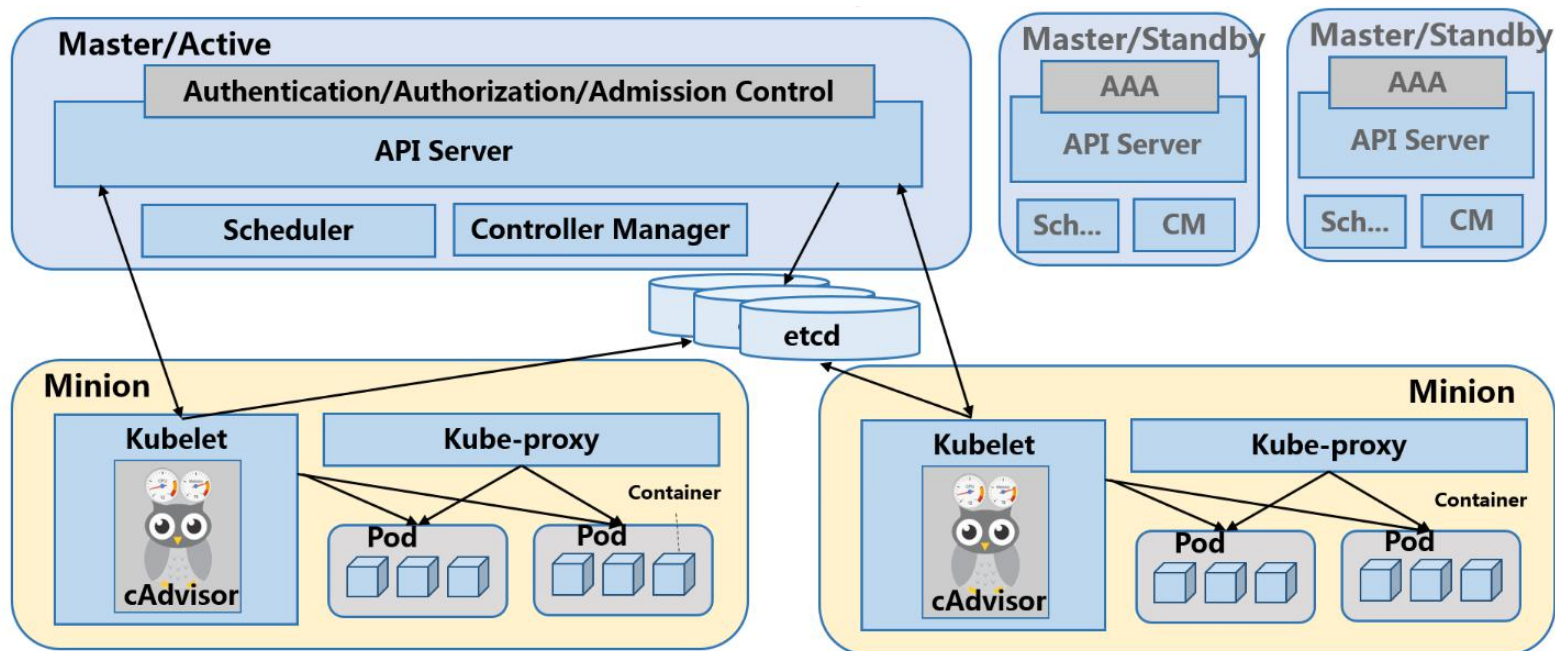 Master/Active
Authentication/Authorization/Admission Control
API Server
Scheduler
Controller Manager
Master/Standby
AAA
API Server
Sch...
CM
Master/Standby
AAA
API Server
Sch...
CM
etcd
Minion
Kubelet
cAdvisor
Kube-proxy
Container
Pod
Pod
Minion
Kubelet
cAdvisor
Kube-proxy
Container
Pod
Pod